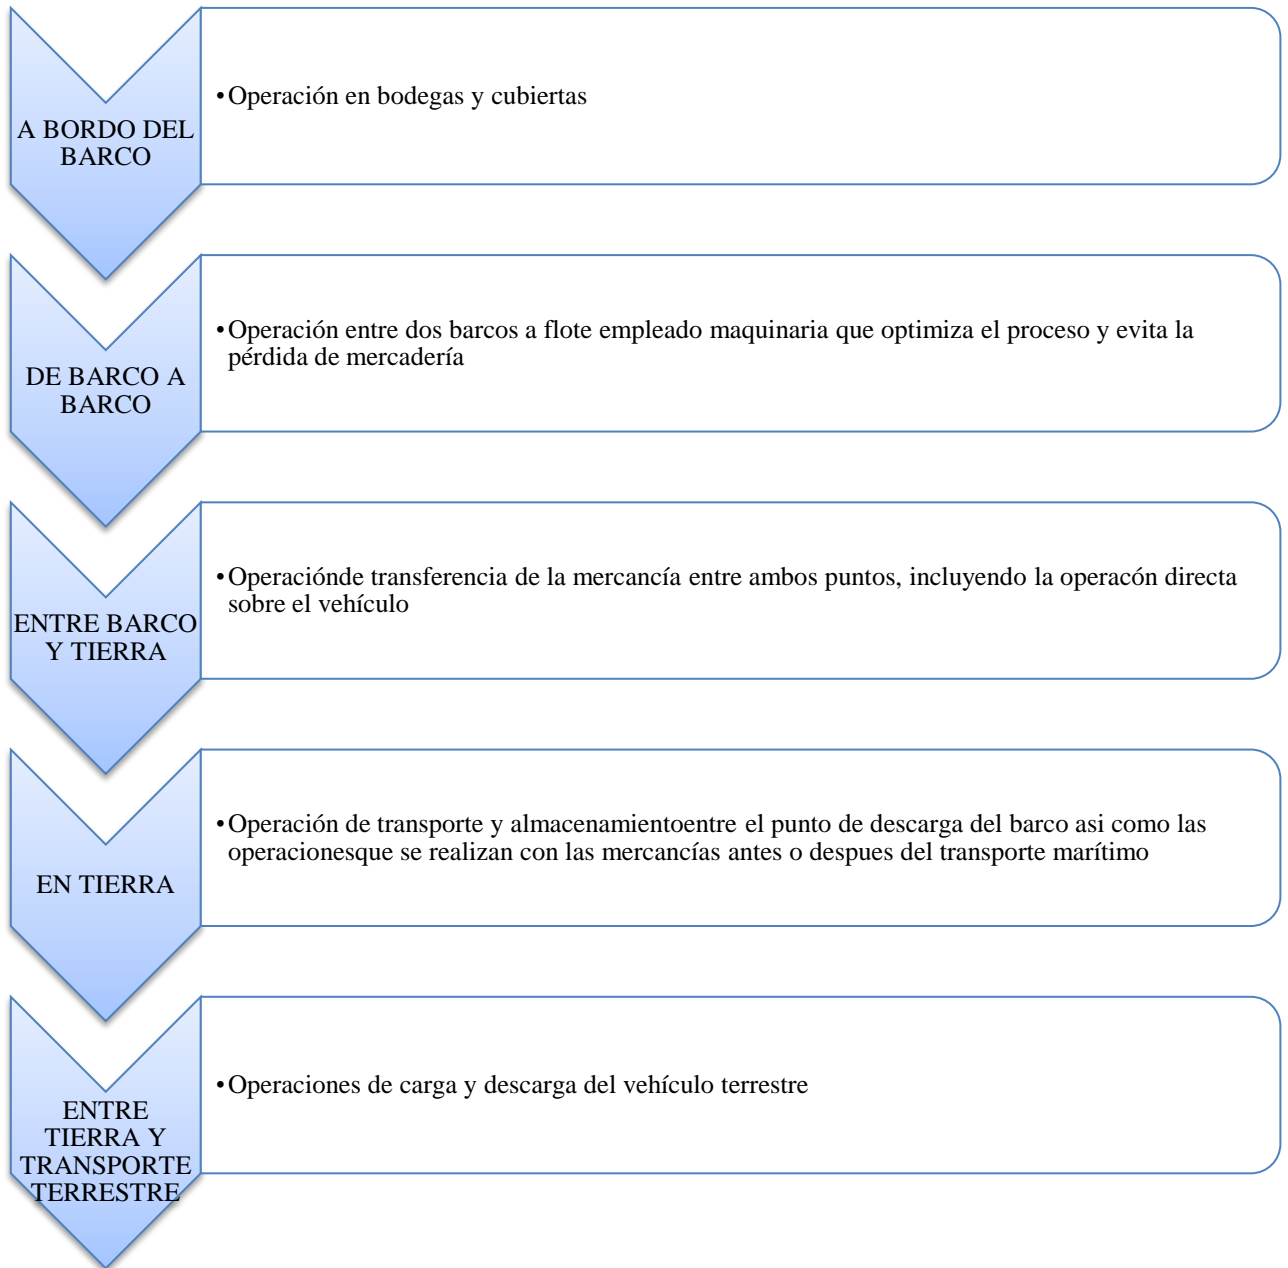 A BORDO DEL
BARCO
•Operación en bodegas y cubiertas
DE BARCO A
BARCO
•Operación entre dos barcos a flote empleado maquinaria que optimiza el proceso y evita la
pérdida de mercadería
ENTRE BARCO
Y TIERRA
•Operaciónde transferencia de la mercancía entre ambos puntos, incluyendo la operacón directa
sobre el vehículo
EN TIERRA
•Operación de transporte y almacenamientoentre el punto de descarga del barco asi como las
operacionesque se realizan con las mercancías antes o despues del transporte marítimo
ENTRE
TIERRA Y
TRANSPORTE
TERRESTRE
•Operaciones de carga y descarga del vehículo terrestre